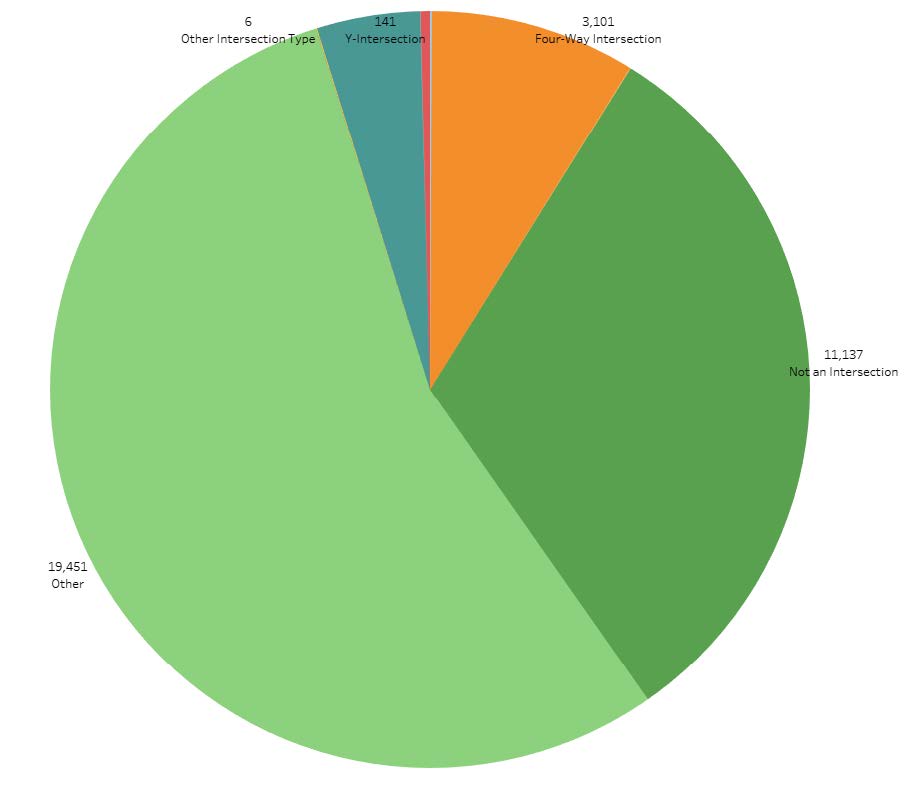 6
Other Intersection Type
141
Y-Intersection
3,101
Four-Way Intersection
11,137
Not an Intersection
19,451
Other